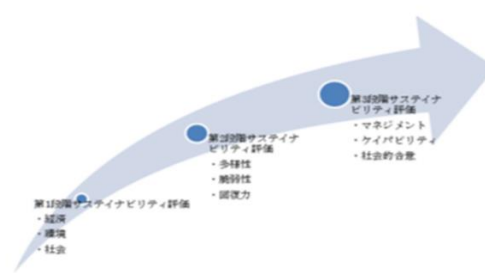 第3段階サステイナ
ビリティ評価
・マネジメント
・ケイパビリティ
・社会的合意
第2段階サステイナ
ビリティ評価
・多様性
・脆弱性
・回復力
第1段階サステイナビリティ評価
・経済
・環境
・社会